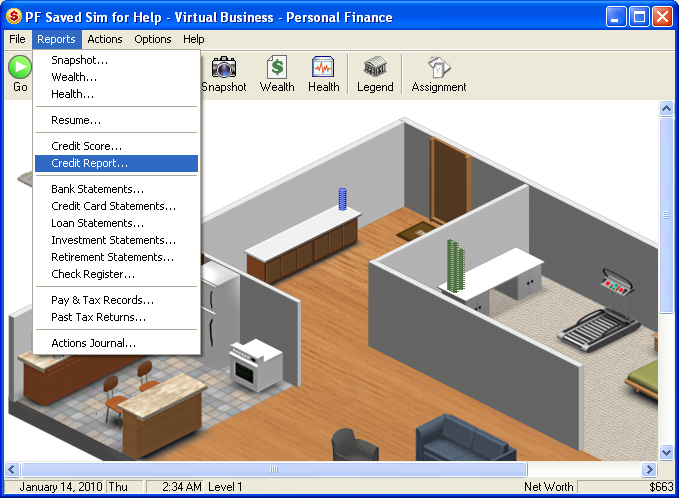 PF Saved Sim for Help - Virtual Business - Personal Finance
File Reports Actions Options Help
Go Snapshot Wealth Health Legend Assignment
Snapshot...
Wealth...
Health...
Resume...
Credit Score...
Credit Report...
Bank Statements...
Credit Card Statements...
Loan Statements...
Investment Statements...
Retirement Statements...
Check Register...
Pay & Tax Records...
Past Tax Returns...
Actions Journal...
January 14, 2010 Thu 2:34 AM Level 1 Net Worth $663